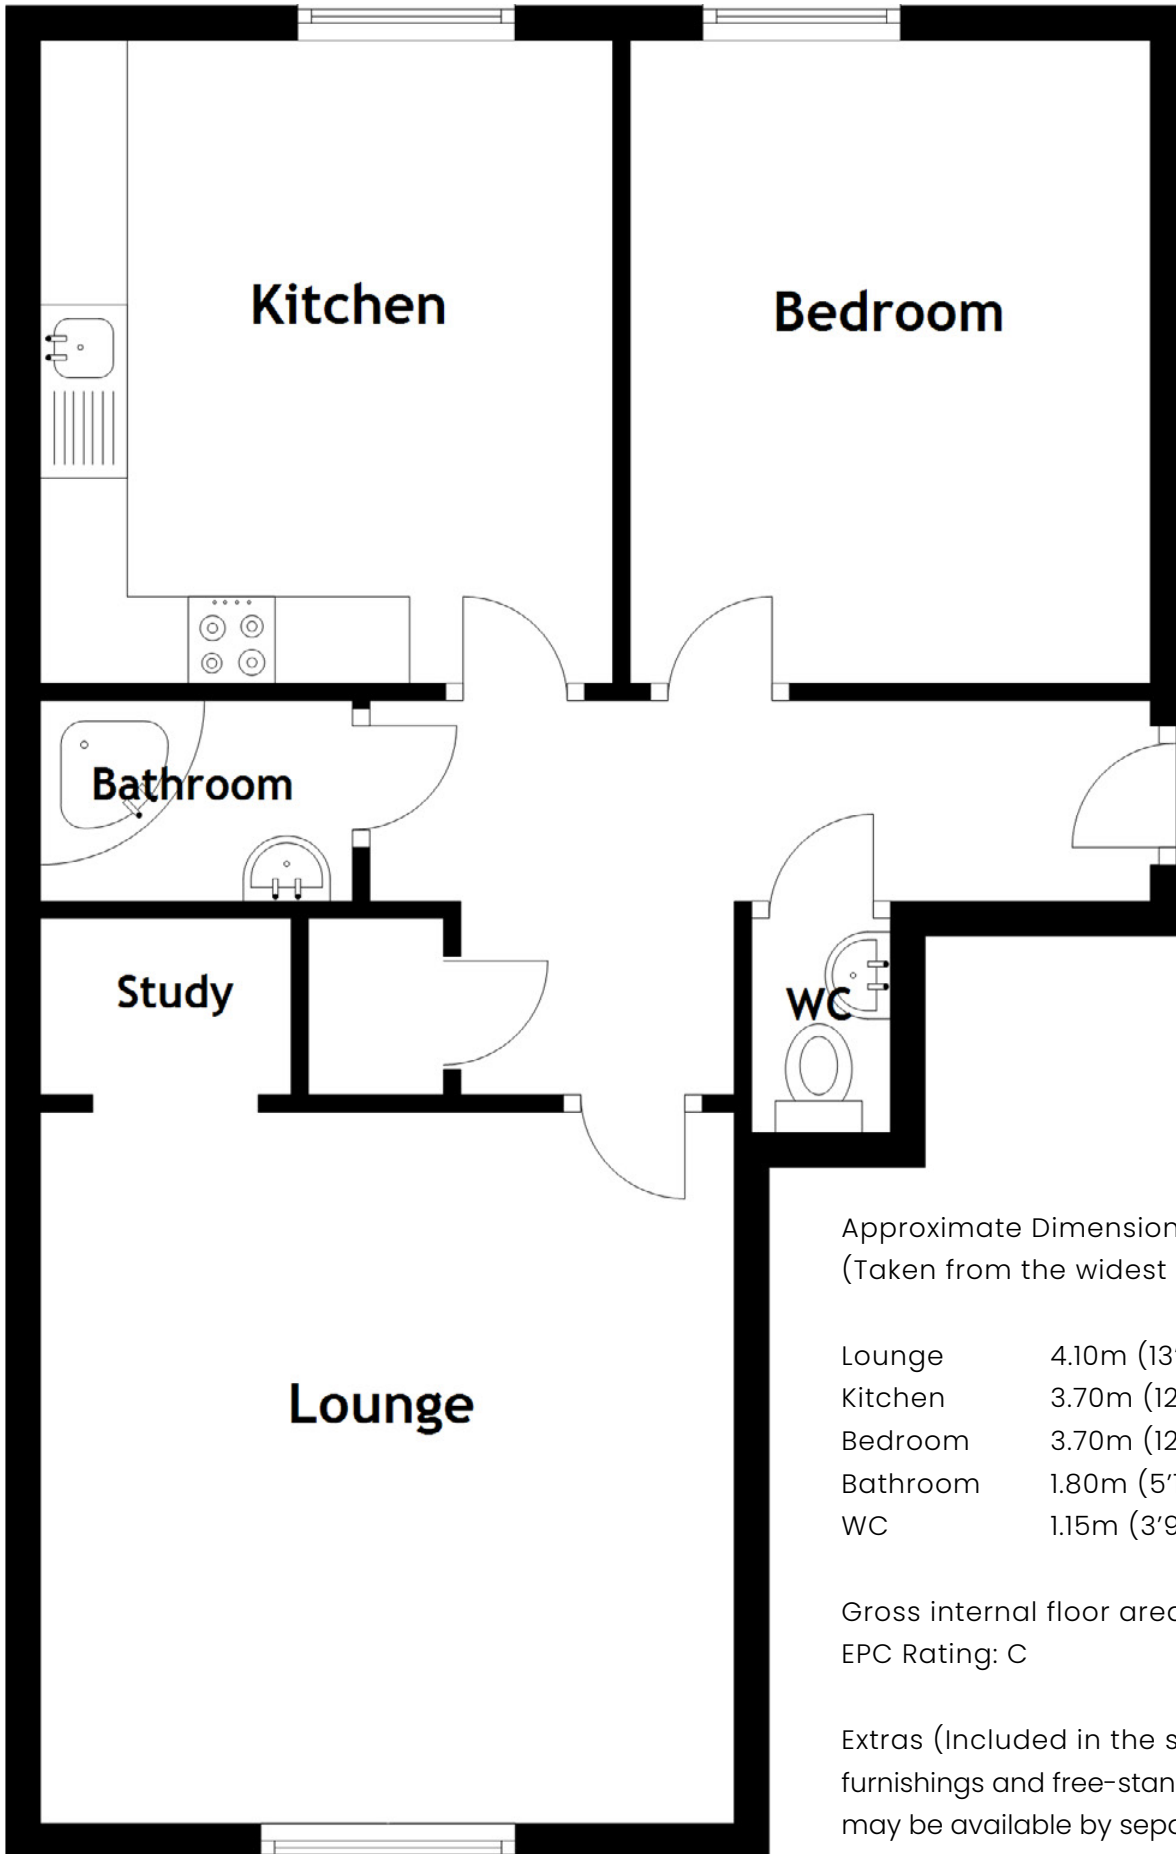 Kitchen
Bedroom
Bathroom
Study
WC
Lounge
Approximate Dimension
(Taken from the widest
Lounge 4.10m (13'
Kitchen 3.70m (12
Bedroom 3.70m (12
Bathroom 1.80m (5'
WC 1.15m (3'9
Gross internal floor area
EPC Rating: C
Extras (Included in the s
furnishings and free-stan
may be available by sepa